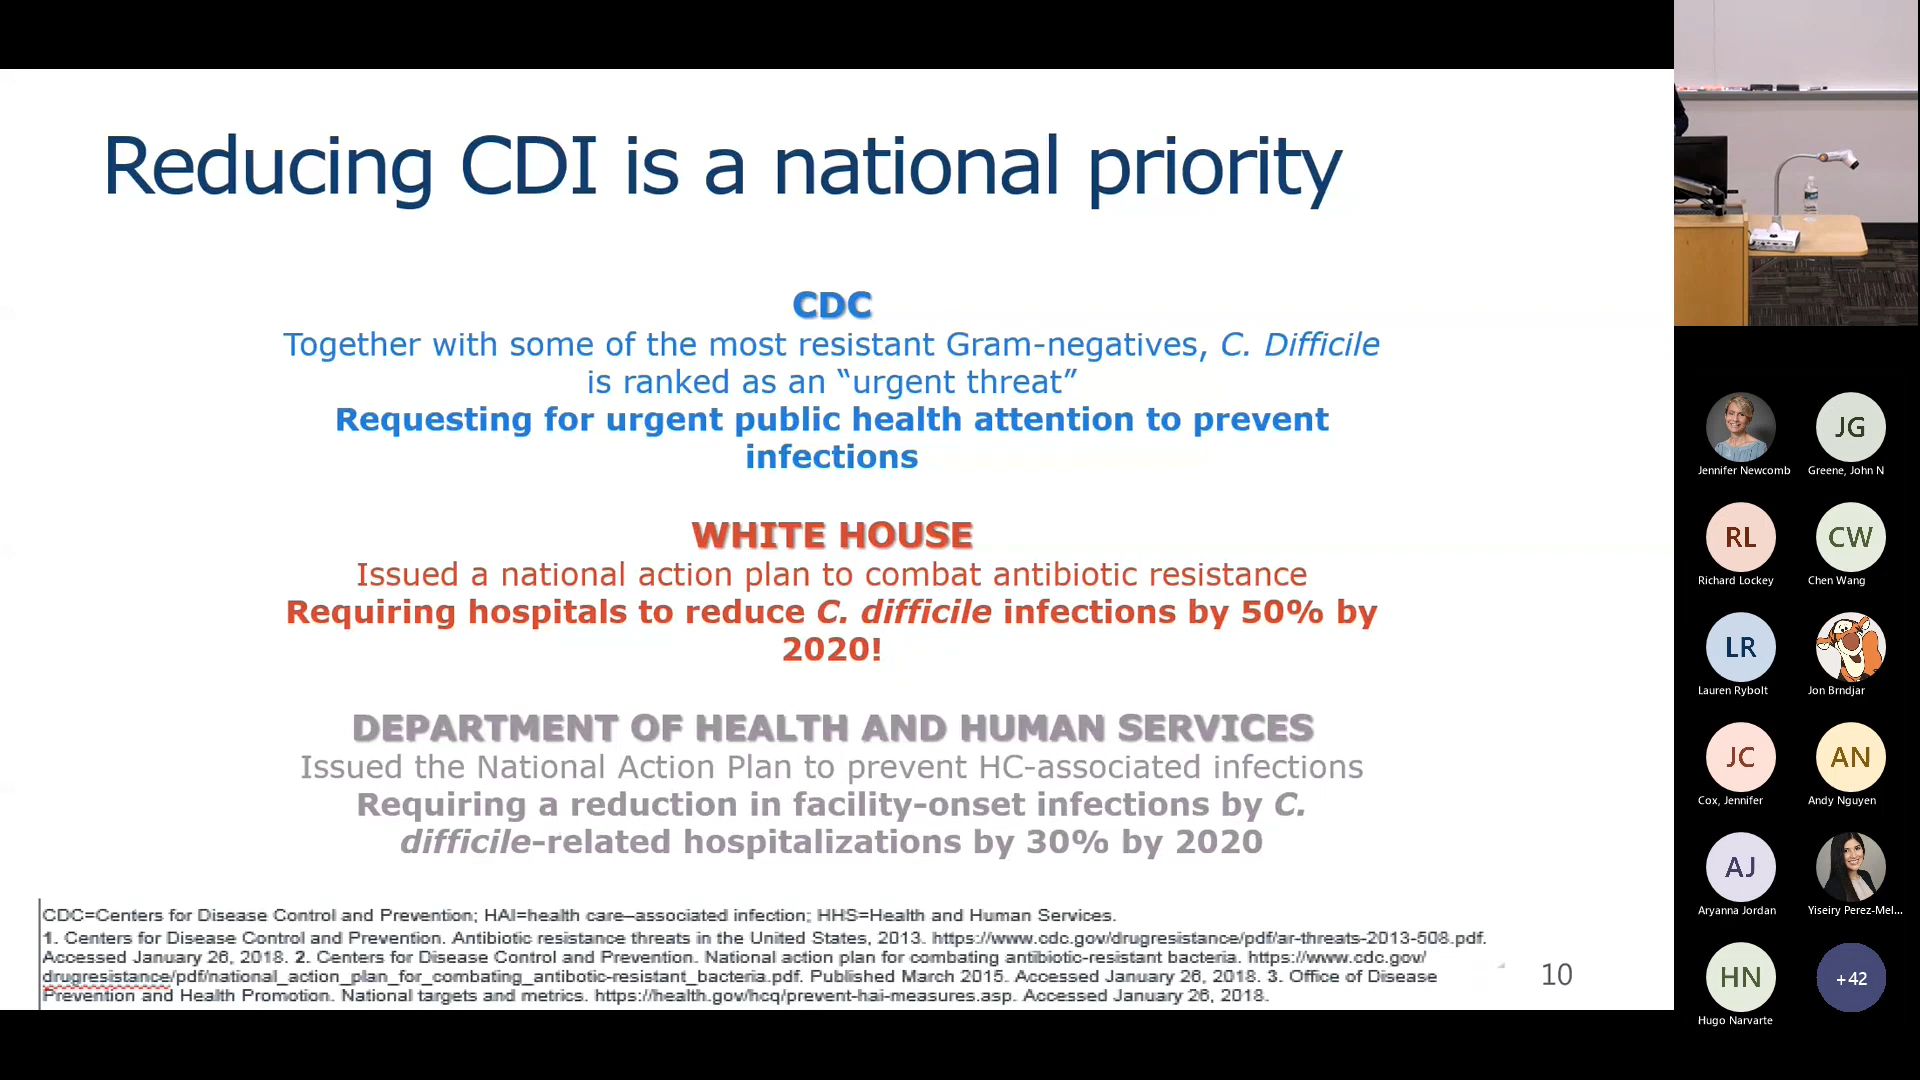 Reducing CDI is a national priority
CDC
Together with some of the most resistant Gram-negatives, C. Difficile
is ranked as an “urgent threat”
Requesting for urgent public health attention to prevent
infections
WHITE HOUSE
Issued a national action plan to combat antibiotic resistance
Requiring hospitals to reduce C. difficile infections by 50% by
2020!
DEPARTMENT OF HEALTH AND HUMAN SERVICES
Issued the National Action Plan to prevent HC-associated infections
Requiring a reduction in facility-onset infections by C.
difficile-related hospitalizations by 30% by 2020
CDC=Centers for Disease Control and Prevention; HAI=health care–associated infection; HHS=Health and Human Services.
1. Centers for Disease Control and Prevention. Antibiotic resistance threats in the United States, 2013. https://www.cdc.gov/drugresistance/pdf/ar-threats-2013-508.pdf.
Accessed January 26, 2018. 2. Centers for Disease Control and Prevention. National action plan for combating antibiotic-resistant bacteria. https://www.cdc.gov/
drugresistance/pdf/national_action_plan_for_combating_antibotic-resistant_bacteria.pdf. Published March 2015. Accessed January 26, 2018. 3. Office of Disease
Prevention and Health Promotion. National targets and metrics. https://health.gov/hcq/prevent-hai-measures.asp. Accessed January 26, 2018.
10
Jennifer Newcomb
JG
Greene, John N
RL
Richard Lockey
CW
Chen Wang
LR
Lauren Rybolt
Jon Brndjar
JC
Cox, Jennifer
AN
Andy Nguyen
AJ
Aryanna Jordan
Yiseiry Perez-Mel...
HN
Hugo Narvarte
+42